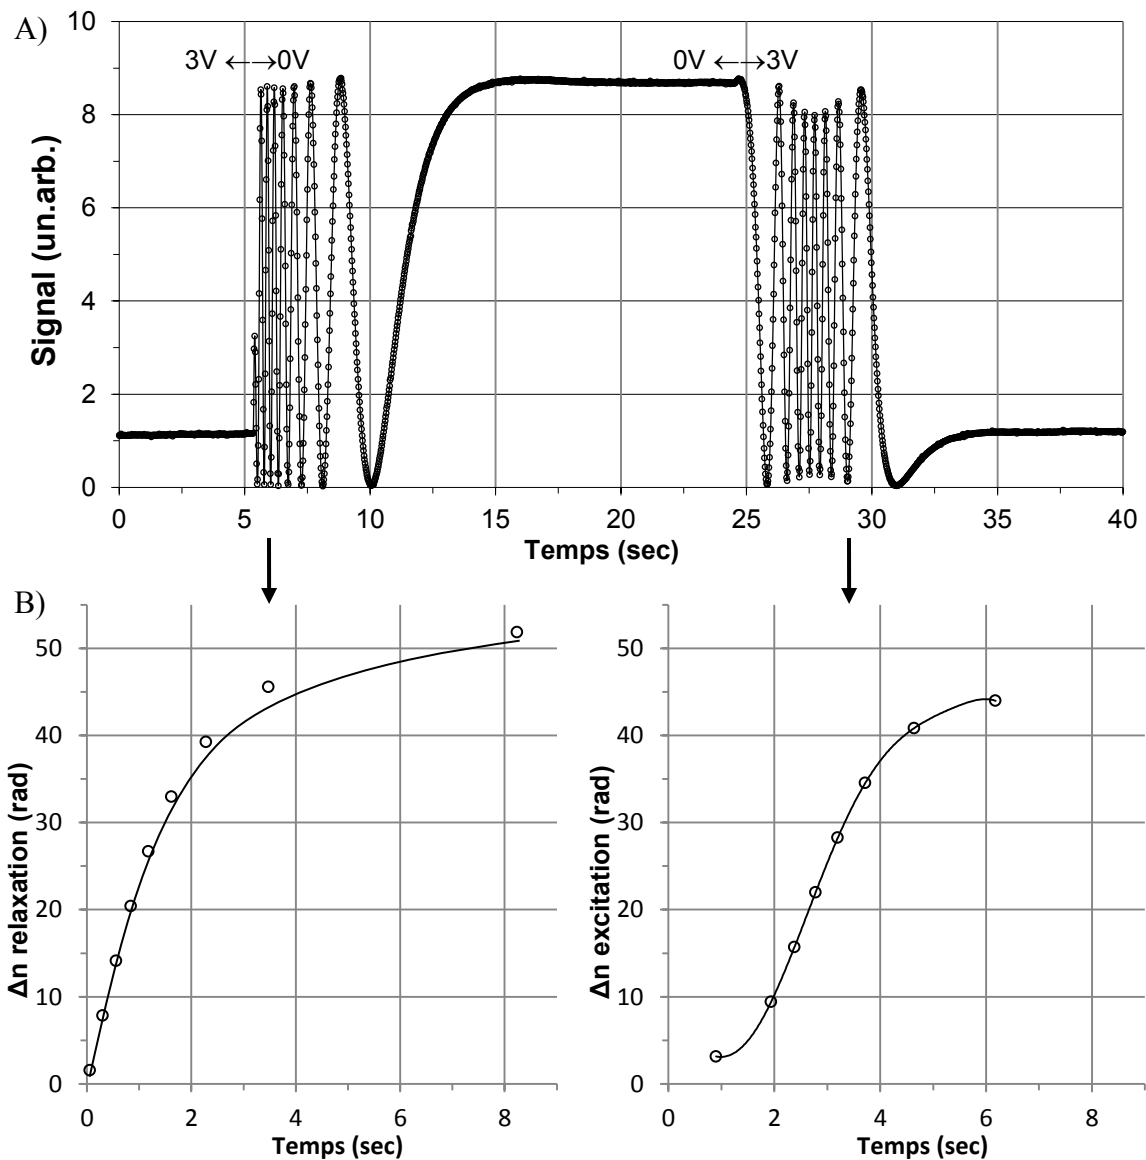 A)
3V ←→0V
0V ←→3V
Signal (un.arb.)
10
8
6
4
2
0
0 5 10 15 20 25 30 35 40
Temps (sec)
B)
Δn relaxation (rad)
50
40
30
20
10
0
0 2 4 6 8
Temps (sec)
Δn excitation (rad)
50
40
30
20
10
0
0 2 4 6 8
Temps (sec)